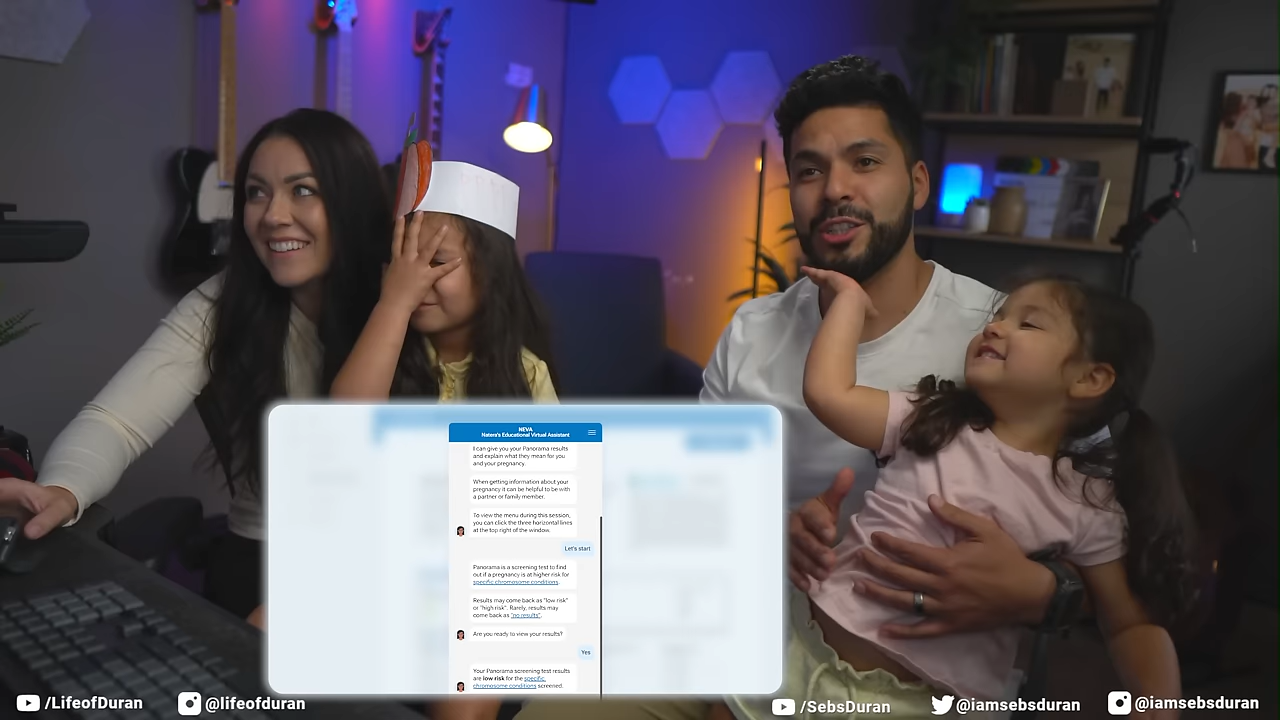 NEVA
Natera's Educational Virtual Assistant
I can give you your Panorama results
and explain what they mean for you
and your pregnancy.
When getting information about your
pregnancy it can be helpful to be with
a partner or family member.
To view the menu during this session,
you can click the three horizontal lines
at the top right of the window.
Let's start
Panorama is a screening test to find
out if a pregnancy is at higher risk for
specific chromosome conditions.
Results may come back as "low risk"
or "high risk". Rarely, results may
come back as "no results".
Are you ready to view your results?
Yes
Your Panorama screening test results
are low risk for the specific
chromosome conditions screened.
/LifeofDuran
@lifeofduran
/SebsDuran
@iamsebsduran
@iamsebsduran